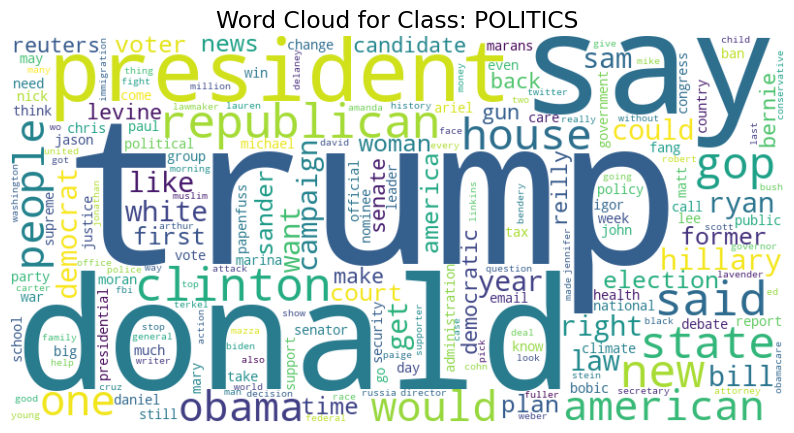 Word Cloud for Class: POLITICS
reuters voter news candidate change marans even ban child mike give conservative
may many president say
need nick immigration come thing fight million delaney win back sam twitter money congress
think levine lawmaker lauren republican amanda history ariel gun care two government without country bernie last
people jason wo chris paul political michael woman house could really fang
supreme united got democrat group david face every gop
washington morning muslim like trump going robert bush
justice jonathan white papenfuss sander want campaign official nominee leader senate america reilly igor policy matt ryan
first arthur vote marina linkins bendery week call lee public
office tax john scott former governor
party moran police way attack clinton make democratic year question made jennifer election hillary
carter fbi top court email health national lavender ed
war terkel action donald presidential administration said
school family stop show senator security case deal know right climate debate report
big help general mazza biden support go paige supporter pick look law black state
much writer also take day cohn stein new bill obamacare
good cruz mary man world decision race russia director fuller bobic secretary attorney
young one daniel still obama federal time would weber plan american